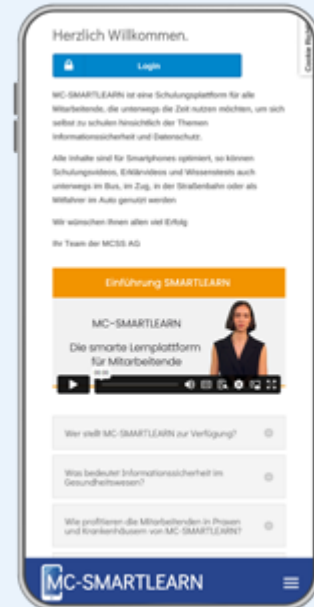 Herzlich Willkommen.
Login
MC-SMARTLEARN ist eine Schulungsplattform für alle
Mitarbeitende, die unterwegs die Zeit nutzen möchten, um sich
selbst zu schulen hinsichtlich der Themen
Informationssicherheit und Datenschutz.
Alle Inhalte sind für Smartphones optimiert, so können
Schulungsvideos, Erklärvideos und Wissenstests auch
unterwegs im Bus, im Zug, in der Straßenbahn oder als
Mitfahrer im Auto genutzt werden
Wir wünschen Ihnen allen viel Erfolg
Ihr Team der MCSS AG
Einführung SMARTLEARN
MC-SMARTLEARN
Die smarte Lernplattform
für Mitarbeitende
00:00
Wer stellt MC-SMARTLEARN zur Verfügung?
Was bedeutet Informationssicherheit im
Gesundheitswesen?
Wie profitieren die Mitarbeitenden in Praxen
und Krankenhäusern von MC-SMARTLEARN?
MC-SMARTLEARN